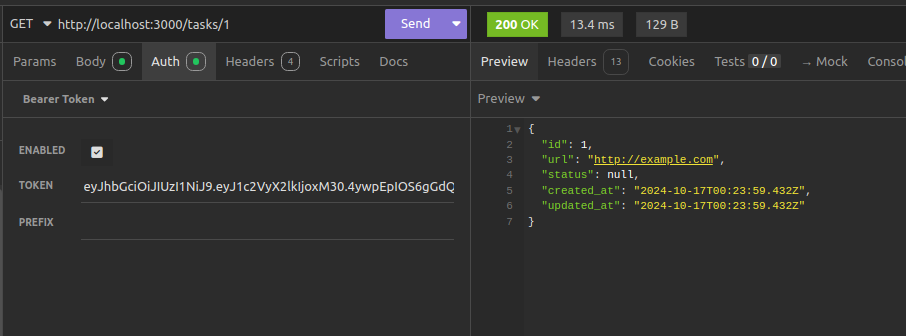 GET http://localhost:3000/tasks/1 Send
200 OK 13.4 ms 129 B
Params Body Auth Headers 4 Scripts Docs
Preview Headers 13 Cookies Tests 0 / 0 → Mock Consol
Bearer Token
Preview
ENABLED
TOKEN eyJhbGciOiJIUzI1NiJ9.eyJ1c2VyX2lkIjoxM30.4ywpEpIOS6gGdQ
PREFIX
1 {
2 "id": 1,
3 "url": "http://example.com",
4 "status": null,
5 "created_at": "2024-10-17T00:23:59.432Z",
6 "updated_at": "2024-10-17T00:23:59.432Z"
7 }